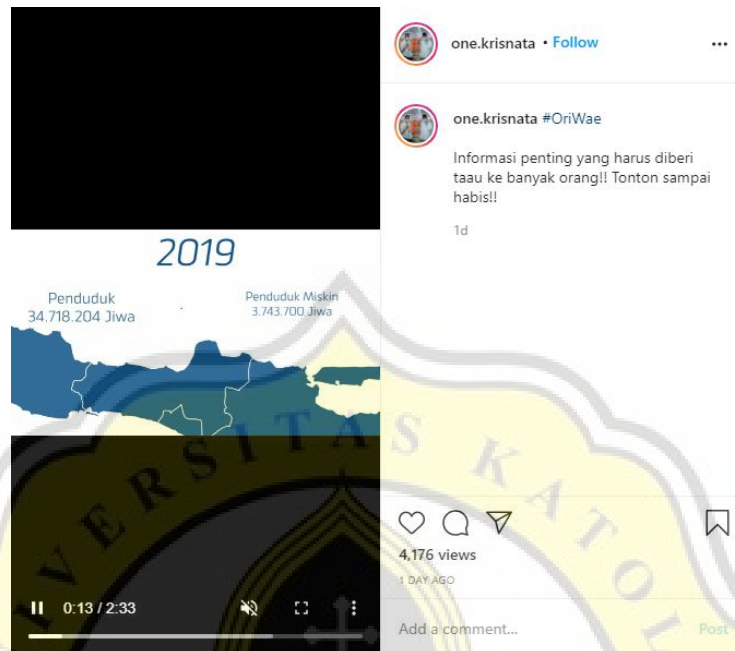 one.krisnata • Follow
one.krisnata #OriWae
Informasi penting yang harus diberi
taau ke banyak orang!! Tonton sampai
habis!!
1d
2019
Penduduk
34.718.204 Jiwa
Penduduk Miskin
3.743.700 Jiwa
0:13 / 2:33
4,176 views
1 DAY AGO
Add a comment...
Post
IVERSITAS KATOL